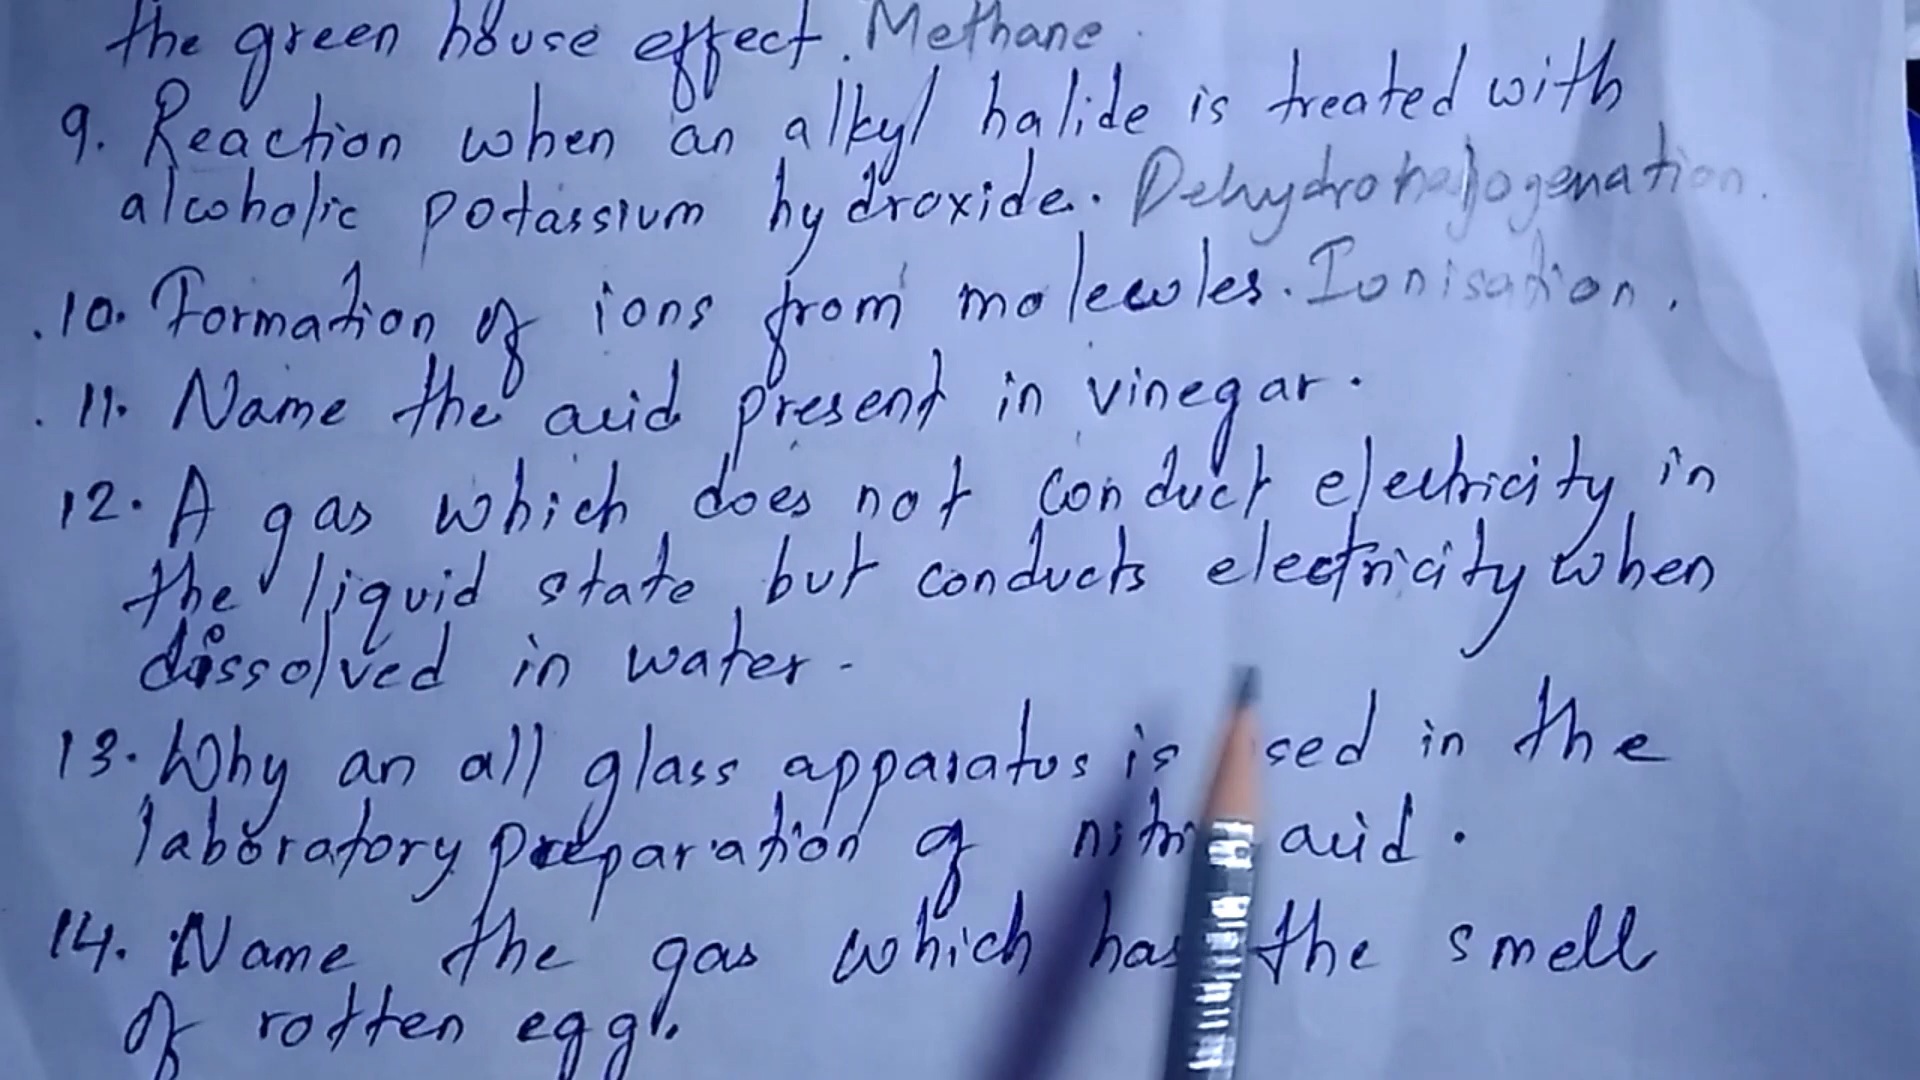 the green house effect. Methane.
9. Reaction when an alkyl halide is treated with
alcoholic potassium hydroxide. Dehydrohalogenation.
10. Formation of ions from molecules. Ionisation.
11. Name the acid present in vinegar.
12. A gas which does not conduct electricity in
the liquid state but conducts electricity when
dissolved in water.
13. Why an all glass apparatus is used in the
laboratory preparation of nitric acid.
14. Name the gas which has the smell
of rotten egg.